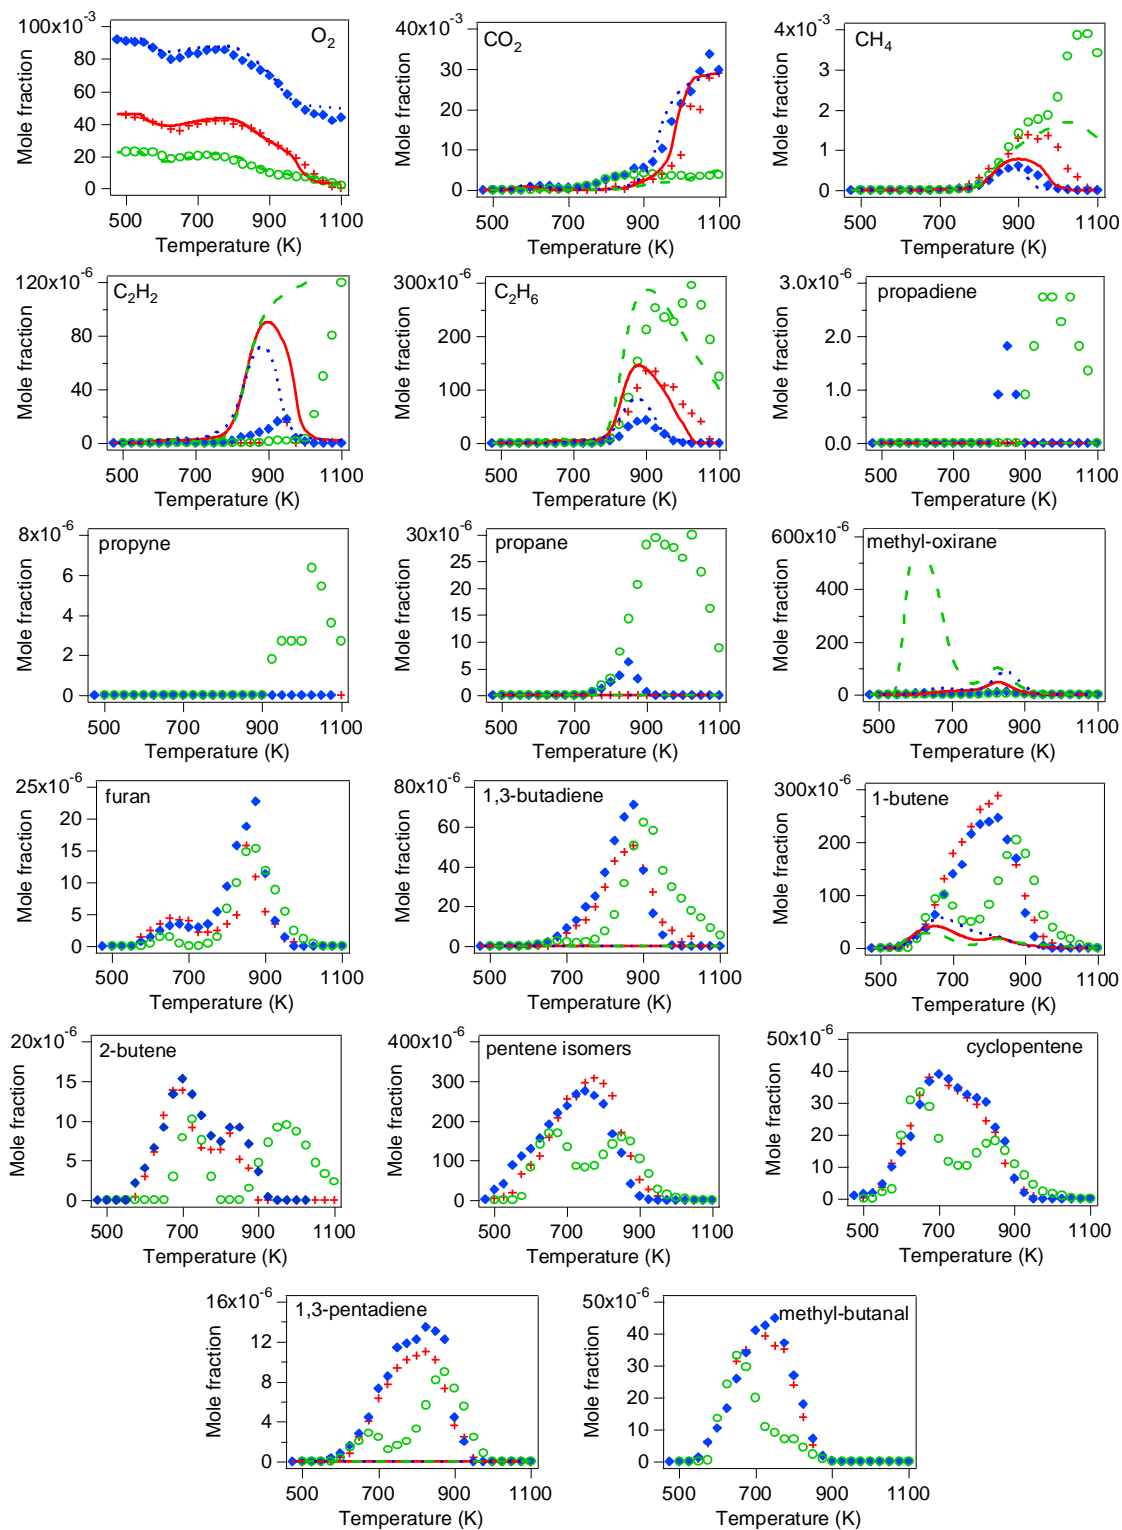 100x10-3
80
60
40
20
0
Mole fraction
O2
500 700 900 1100
Temperature (K)
40x10-3
30
20
10
0
Mole fraction
CO2
500 700 900 1100
Temperature (K)
4x10-3
3
2
1
0
Mole fraction
CH4
500 700 900 1100
Temperature (K)
120x10-6
80
40
0
Mole fraction
C2H2
500 700 900 1100
Temperature (K)
300x10-6
200
100
0
Mole fraction
C2H6
500 700 900 1100
Temperature (K)
3.0x10-6
2.0
1.0
0.0
Mole fraction
propadiene
500 700 900 1100
Temperature (K)
8x10-6
6
4
2
0
Mole fraction
propyne
500 700 900 1100
Temperature (K)
30x10-6
25
20
15
10
5
0
Mole fraction
propane
500 700 900 1100
Temperature (K)
600x10-6
400
200
0
Mole fraction
methyl-oxirane
500 700 900 1100
Temperature (K)
25x10-6
20
15
10
5
0
Mole fraction
furan
500 700 900 1100
Temperature (K)
80x10-6
60
40
20
0
Mole fraction
1,3-butadiene
500 700 900 1100
Temperature (K)
300x10-6
200
100
0
Mole fraction
1-butene
500 700 900 1100
Temperature (K)
20x10-6
15
10
5
0
Mole fraction
2-butene
500 700 900 1100
Temperature (K)
400x10-6
300
200
100
0
Mole fraction
pentene isomers
500 700 900 1100
Temperature (K)
50x10-6
40
30
20
10
0
Mole fraction
cyclopentene
500 700 900 1100
Temperature (K)
16x10-6
12
8
4
0
Mole fraction
1,3-pentadiene
500 700 900 1100
Temperature (K)
50x10-6
40
30
20
10
0
Mole fraction
methyl-butanal
500 700 900 1100
Temperature (K)